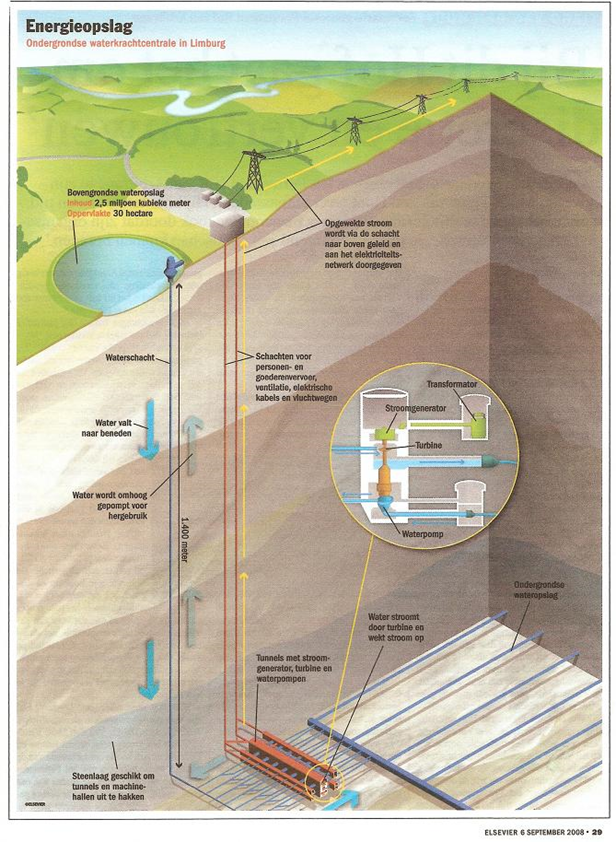 Energieopslag
Ondergrondse waterkrachtcentrale in Limburg
Bovengrondse wateropslag
Inhoud 2,5 miljoen kubieke meter
Oppervlakte 30 hectare
Opgewekte stroom
wordt via de schacht
naar boven geleid en
aan het elektriciteits-
netwerk doorgegeven
Waterschacht
Schachten voor
personen- en
goederenvervoer,
ventilatie, elektrische
kabels en vluchtwegen
Transformator
Stroomgenerator
Turbine
Waterpomp
Water valt
naar beneden
Water wordt omhoog
gepompt voor
hergebruik
1.400 meter
Ondergrondse
wateropslag
Water stroomt
door turbine en
wekt stroom op
Tunnels met stroom-
generator, turbine en
waterpompen
Steenlaag geschikt om
tunnels en machine-
hallen uit te hakken
©ELSEVIER
ELSEVIER 6 SEPTEMBER 2008 • 29